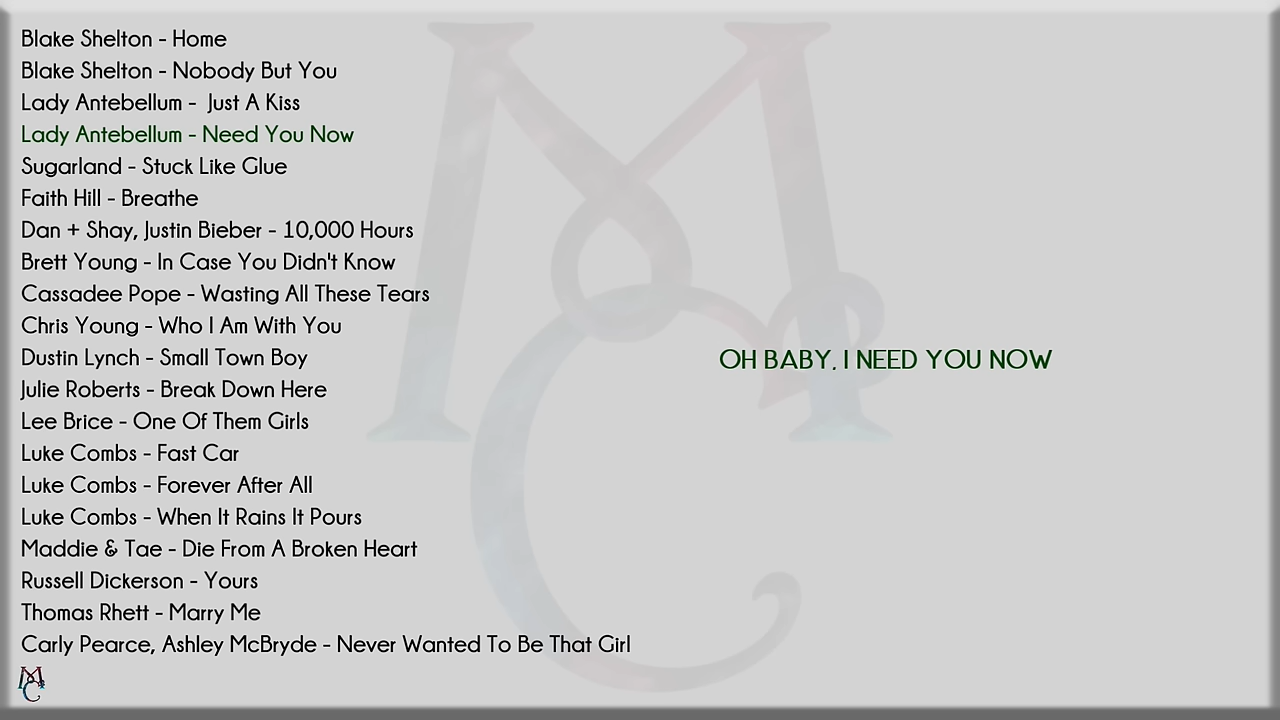 Blake Shelton - Home
Blake Shelton - Nobody But You
Lady Antebellum -  Just A Kiss
Lady Antebellum - Need You Now
Sugarland - Stuck Like Glue
Faith Hill - Breathe
Dan + Shay, Justin Bieber - 10,000 Hours
Brett Young - In Case You Didn't Know
Cassadee Pope - Wasting All These Tears
Chris Young - Who I Am With You
Dustin Lynch - Small Town Boy
Julie Roberts - Break Down Here
Lee Brice - One Of Them Girls
Luke Combs - Fast Car
Luke Combs - Forever After All
Luke Combs - When It Rains It Pours
Maddie & Tae - Die From A Broken Heart
Russell Dickerson - Yours
Thomas Rhett - Marry Me
Carly Pearce, Ashley McBryde - Never Wanted To Be That Girl
OH BABY, I NEED YOU NOW
MC